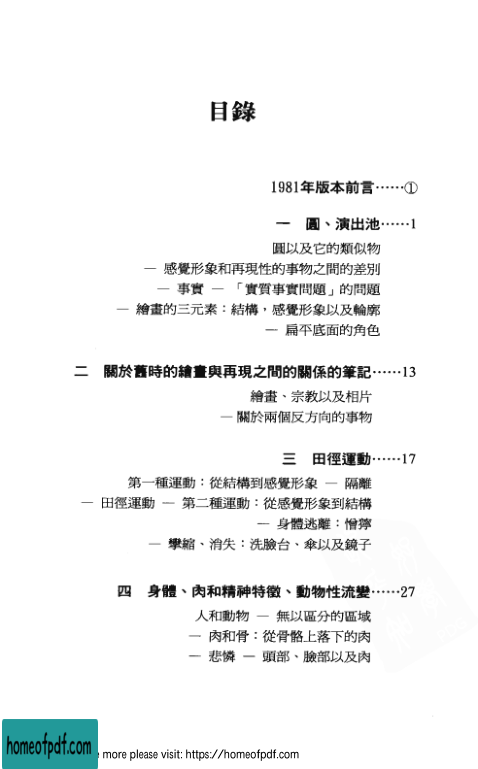 目錄
1981年版本前言……①
一 圓、演出池……1
圓以及它的類似物
— 感覺形象和再現性的事物之間的差別
— 事實 — 「實質事實問題」的問題
— 繪畫的三元素：結構，感覺形象以及輪廓
— 扁平底面的角色
二 關於舊時的繪畫與再現之間的關係的筆記……13
繪畫、宗教以及相片
— 關於兩個反方向的事物
三 田徑運動……17
第一種運動：從結構到感覺形象 — 隔離
— 田徑運動 — 第二種運動：從感覺形象到結構
— 身體逃離：憎獰
— 攣縮、消失：洗臉台、傘以及鏡子
四 身體、肉和精神特徵、動物性流變……27
人和動物 — 無以區分的區域
— 肉和骨：從骨骼上落下的肉
— 悲憐 — 頭部、臉部以及肉
homeofpdf.com
more please visit: https://homeofpdf.com